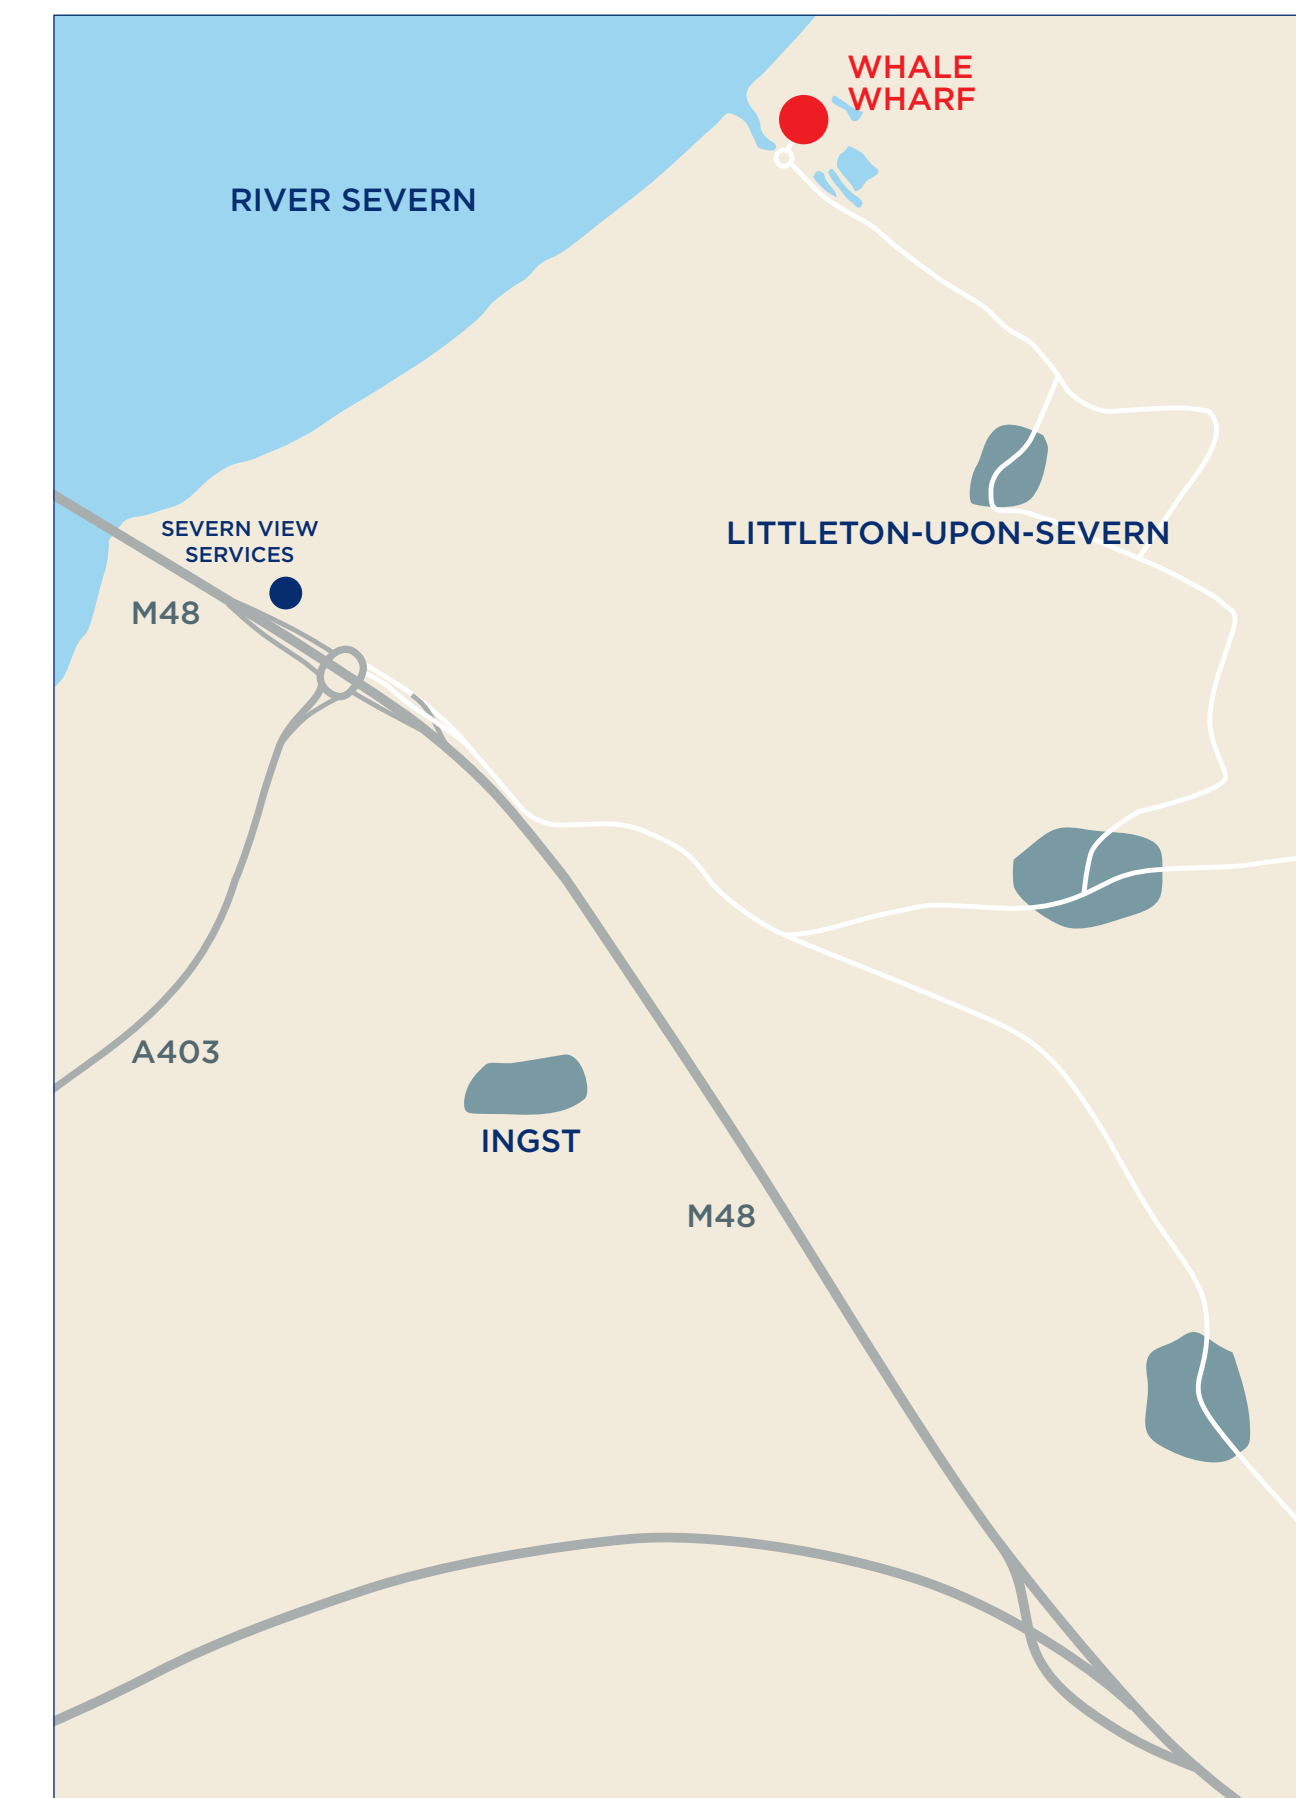 WHALE
WHARF
RIVER SEVERN
SEVERN VIEW
SERVICES
LITTLETON-UPON-SEVERN
M48
A403
INGST
M48